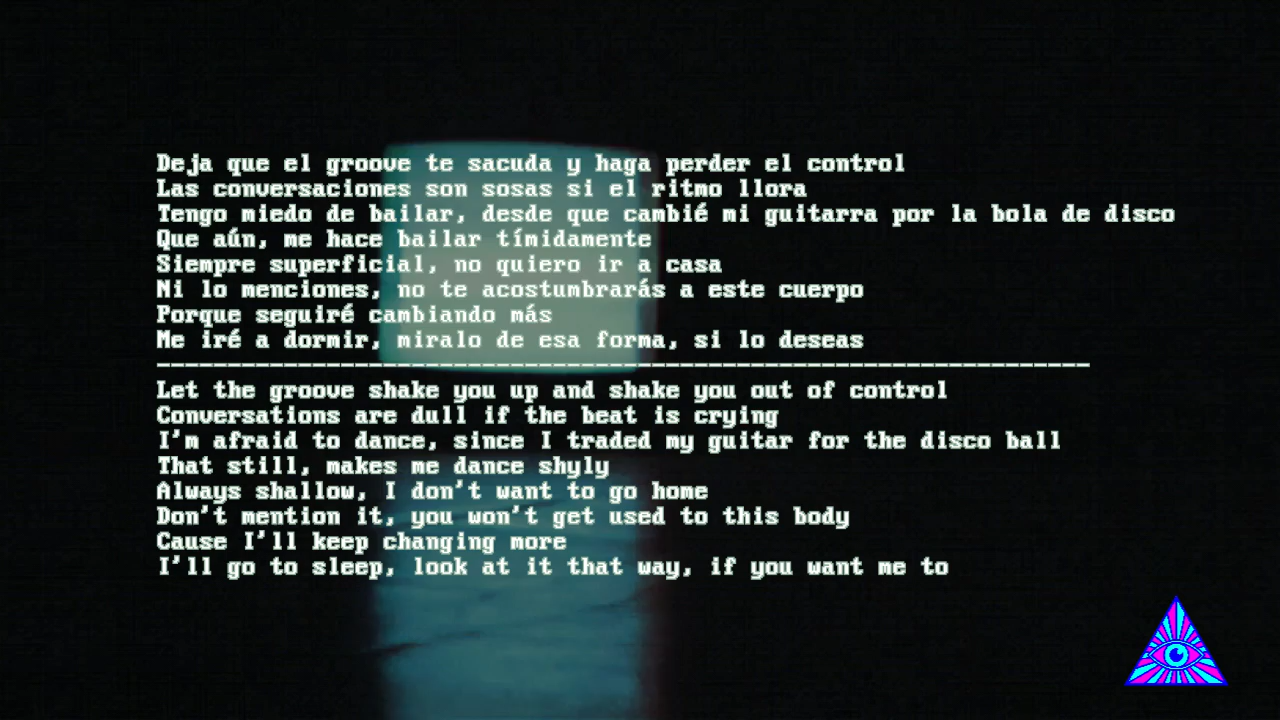 Deja que el groove te sacuda y haga perder el control
Las conversaciones son sosas si el ritmo llora
Tengo miedo de bailar, desde que cambié mi guitarra por la bola de disco
Que aún, me hace bailar tímidamente
Siempre superficial, no quiero ir a casa
Ni lo menciones, no te acostumbrarás a este cuerpo
Porque seguiré cambiando más
Me iré a dormir, miralo de esa forma, si lo deseas
Let the groove shake you up and shake you out of control
Conversations are dull if the beat is crying
I'm afraid to dance, since I traded my guitar for the disco ball
That still, makes me dance shyly
Always shallow, I don't want to go home
Don't mention it, you won't get used to this body
Cause I'll keep changing more
I'll go to sleep, look at it that way, if you want me to